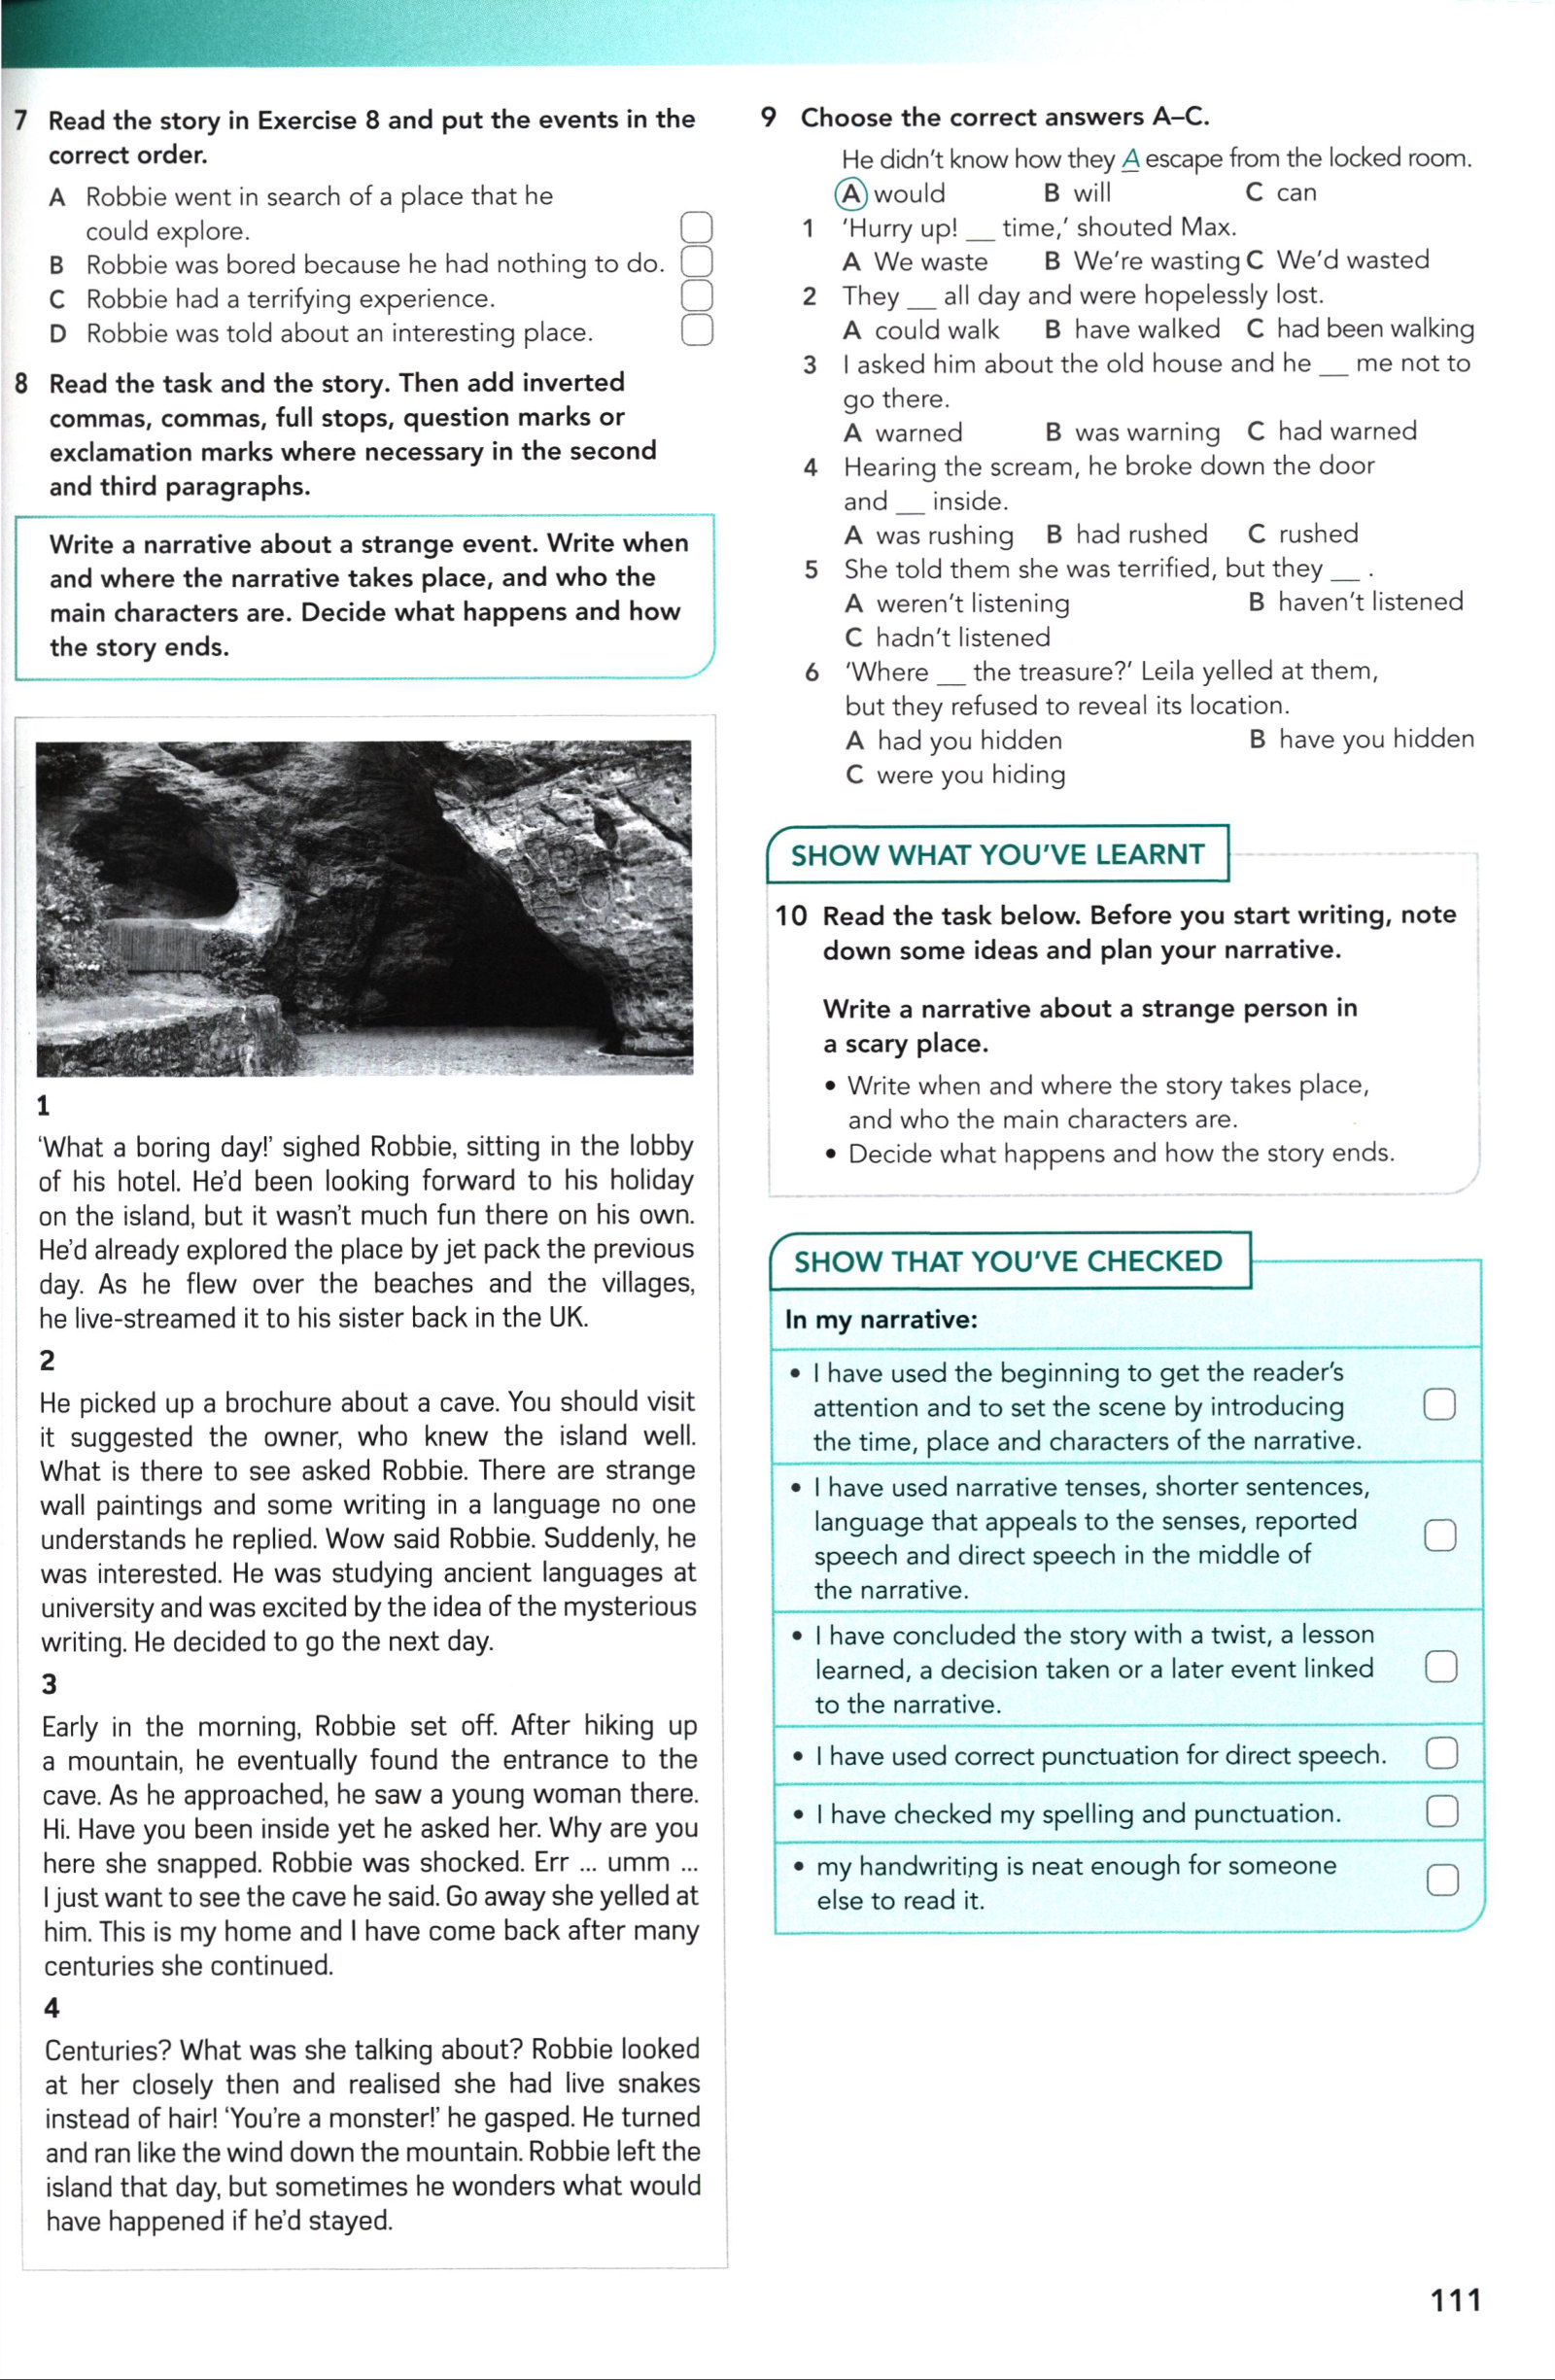 7 Read the story in Exercise 8 and put the events in the
correct order.
A Robbie went in search of a place that he
could explore.
B Robbie was bored because he had nothing to do.
C Robbie had a terrifying experience.
D Robbie was told about an interesting place.
8 Read the task and the story. Then add inverted
commas, commas, full stops, question marks or
exclamation marks where necessary in the second
and third paragraphs.
Write a narrative about a strange event. Write when
and where the narrative takes place, and who the
main characters are. Decide what happens and how
the story ends.
1
‘What a boring day!’ sighed Robbie, sitting in the lobby
of his hotel. He’d been looking forward to his holiday
on the island, but it wasn’t much fun there on his own.
He’d already explored the place by jet pack the previous
day. As he flew over the beaches and the villages,
he live-streamed it to his sister back in the UK.
2
He picked up a brochure about a cave. You should visit
it suggested the owner, who knew the island well.
What is there to see asked Robbie. There are strange
wall paintings and some writing in a language no one
understands he replied. Wow said Robbie. Suddenly, he
was interested. He was studying ancient languages at
university and was excited by the idea of the mysterious
writing. He decided to go the next day.
3
Early in the morning, Robbie set off. After hiking up
a mountain, he eventually found the entrance to the
cave. As he approached, he saw a young woman there.
Hi. Have you been inside yet he asked her. Why are you
here she snapped. Robbie was shocked. Err ... umm ...
I just want to see the cave he said. Go away she yelled at
him. This is my home and I have come back after many
centuries she continued.
4
Centuries? What was she talking about? Robbie looked
at her closely then and realised she had live snakes
instead of hair! ‘You’re a monster!’ he gasped. He turned
and ran like the wind down the mountain. Robbie left the
island that day, but sometimes he wonders what would
have happened if he’d stayed.
9 Choose the correct answers A–C.
He didn’t know how they A escape from the locked room.
A would B will C can
1 ‘Hurry up! __ time,’ shouted Max.
A We waste B We’re wasting C We’d wasted
2 They __ all day and were hopelessly lost.
A could walk B have walked C had been walking
3 I asked him about the old house and he __ me not to
go there.
A warned B was warning C had warned
4 Hearing the scream, he broke down the door
and __ inside.
A was rushing B had rushed C rushed
5 She told them she was terrified, but they __ .
A weren’t listening B haven’t listened
C hadn’t listened
6 ‘Where __ the treasure?’ Leila yelled at them,
but they refused to reveal its location.
A had you hidden B have you hidden
C were you hiding
SHOW WHAT YOU’VE LEARNT
10 Read the task below. Before you start writing, note
down some ideas and plan your narrative.
Write a narrative about a strange person in
a scary place.
• Write when and where the story takes place,
and who the main characters are.
• Decide what happens and how the story ends.
SHOW THAT YOU’VE CHECKED
In my narrative:
• I have used the beginning to get the reader’s
attention and to set the scene by introducing
the time, place and characters of the narrative.
• I have used narrative tenses, shorter sentences,
language that appeals to the senses, reported
speech and direct speech in the middle of
the narrative.
• I have concluded the story with a twist, a lesson
learned, a decision taken or a later event linked
to the narrative.
• I have used correct punctuation for direct speech.
• I have checked my spelling and punctuation.
• my handwriting is neat enough for someone
else to read it.
111